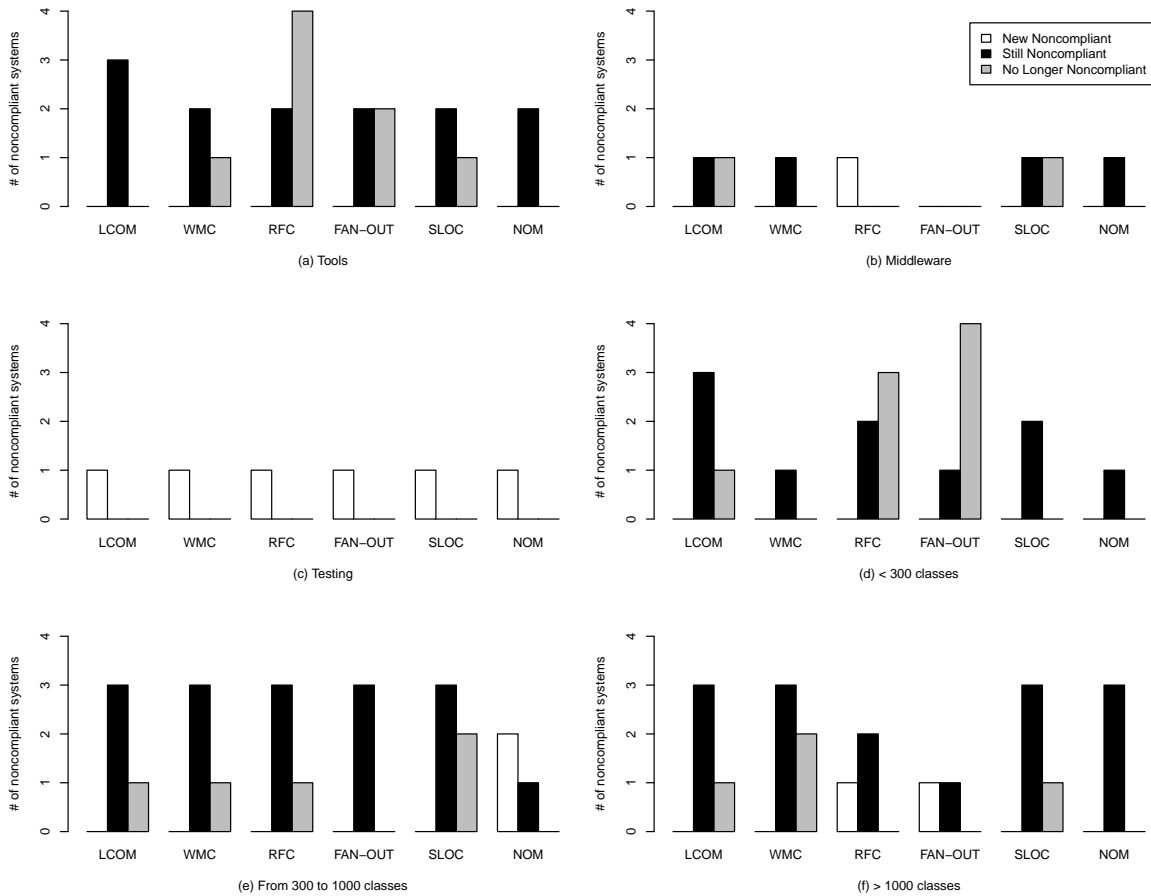 # of noncompliant systems
0 1 2 3 4
LCOM WMC RFC FAN−OUT SLOC NOM
(a) Tools
# of noncompliant systems
0 1 2 3 4
New Noncompliant
Still Noncompliant
No Longer Noncompliant
LCOM WMC RFC FAN−OUT SLOC NOM
(b) Middleware
# of noncompliant systems
0 1 2 3 4
LCOM WMC RFC FAN−OUT SLOC NOM
(c) Testing
# of noncompliant systems
0 1 2 3 4
LCOM WMC RFC FAN−OUT SLOC NOM
(d) < 300 classes
# of noncompliant systems
0 1 2 3 4
LCOM WMC RFC FAN−OUT SLOC NOM
(e) From 300 to 1000 classes
# of noncompliant systems
0 1 2 3 4
LCOM WMC RFC FAN−OUT SLOC NOM
(f) > 1000 classes